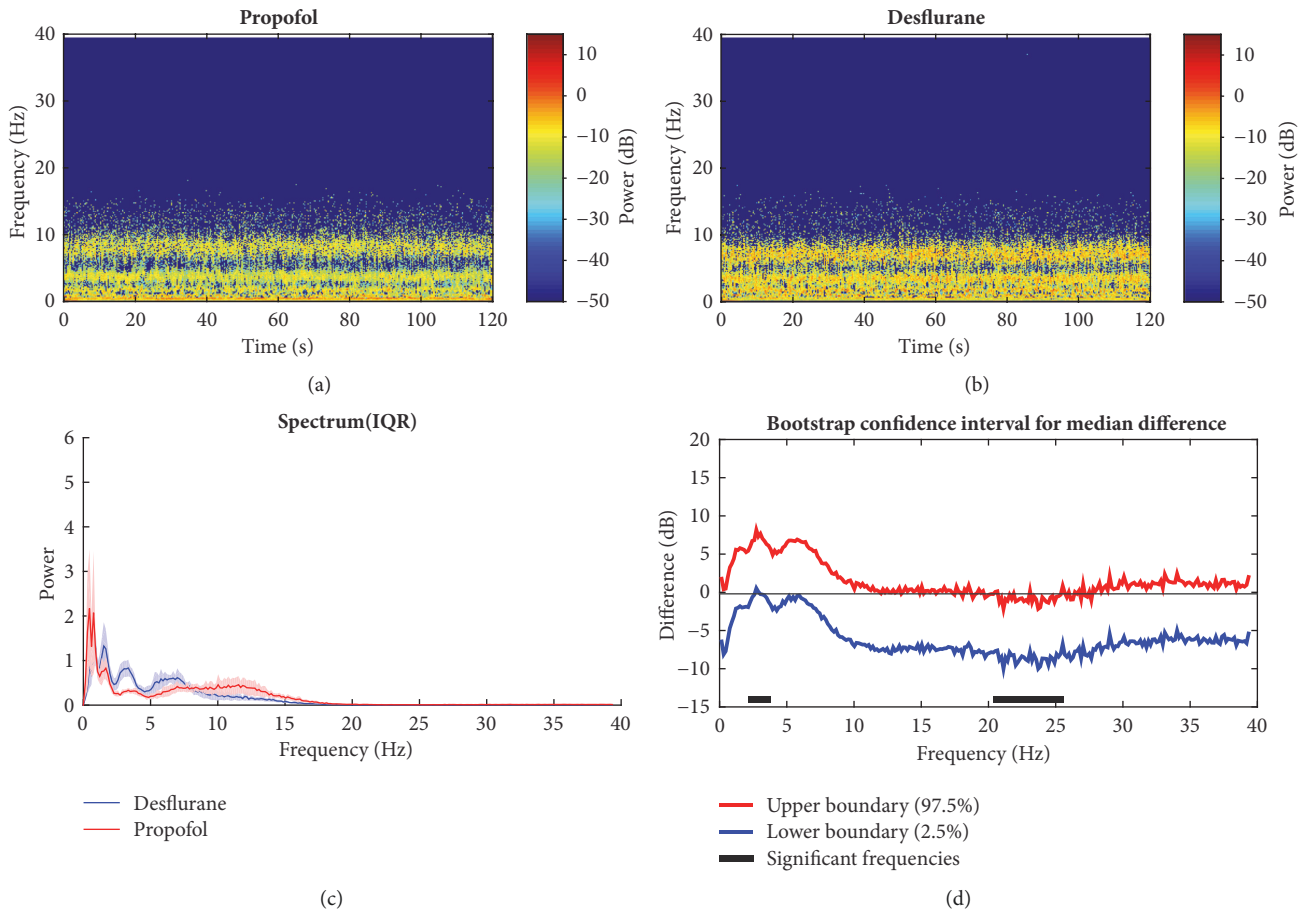 Propofol
40
30
20
10
0
Frequency (Hz)
0 20 40 60 80 100 120
Time (s)
10
0
−10
−20
−30
−40
−50
Power (dB)
(a)
Desflurane
40
30
20
10
0
Frequency (Hz)
0 20 40 60 80 100 120
Time (s)
10
0
−10
−20
−30
−40
−50
Power (dB)
(b)
Spectrum(IQR)
6
5
4
3
2
1
0
Power
0 5 10 15 20 25 30 35 40
Frequency (Hz)
Desflurane
Propofol
(c)
Bootstrap confidence interval for median difference
20
15
10
5
0
−5
−10
−15
Difference (dB)
0 5 10 15 20 25 30 35 40
Frequency (Hz)
Upper boundary (97.5%)
Lower boundary (2.5%)
Significant frequencies
(d)